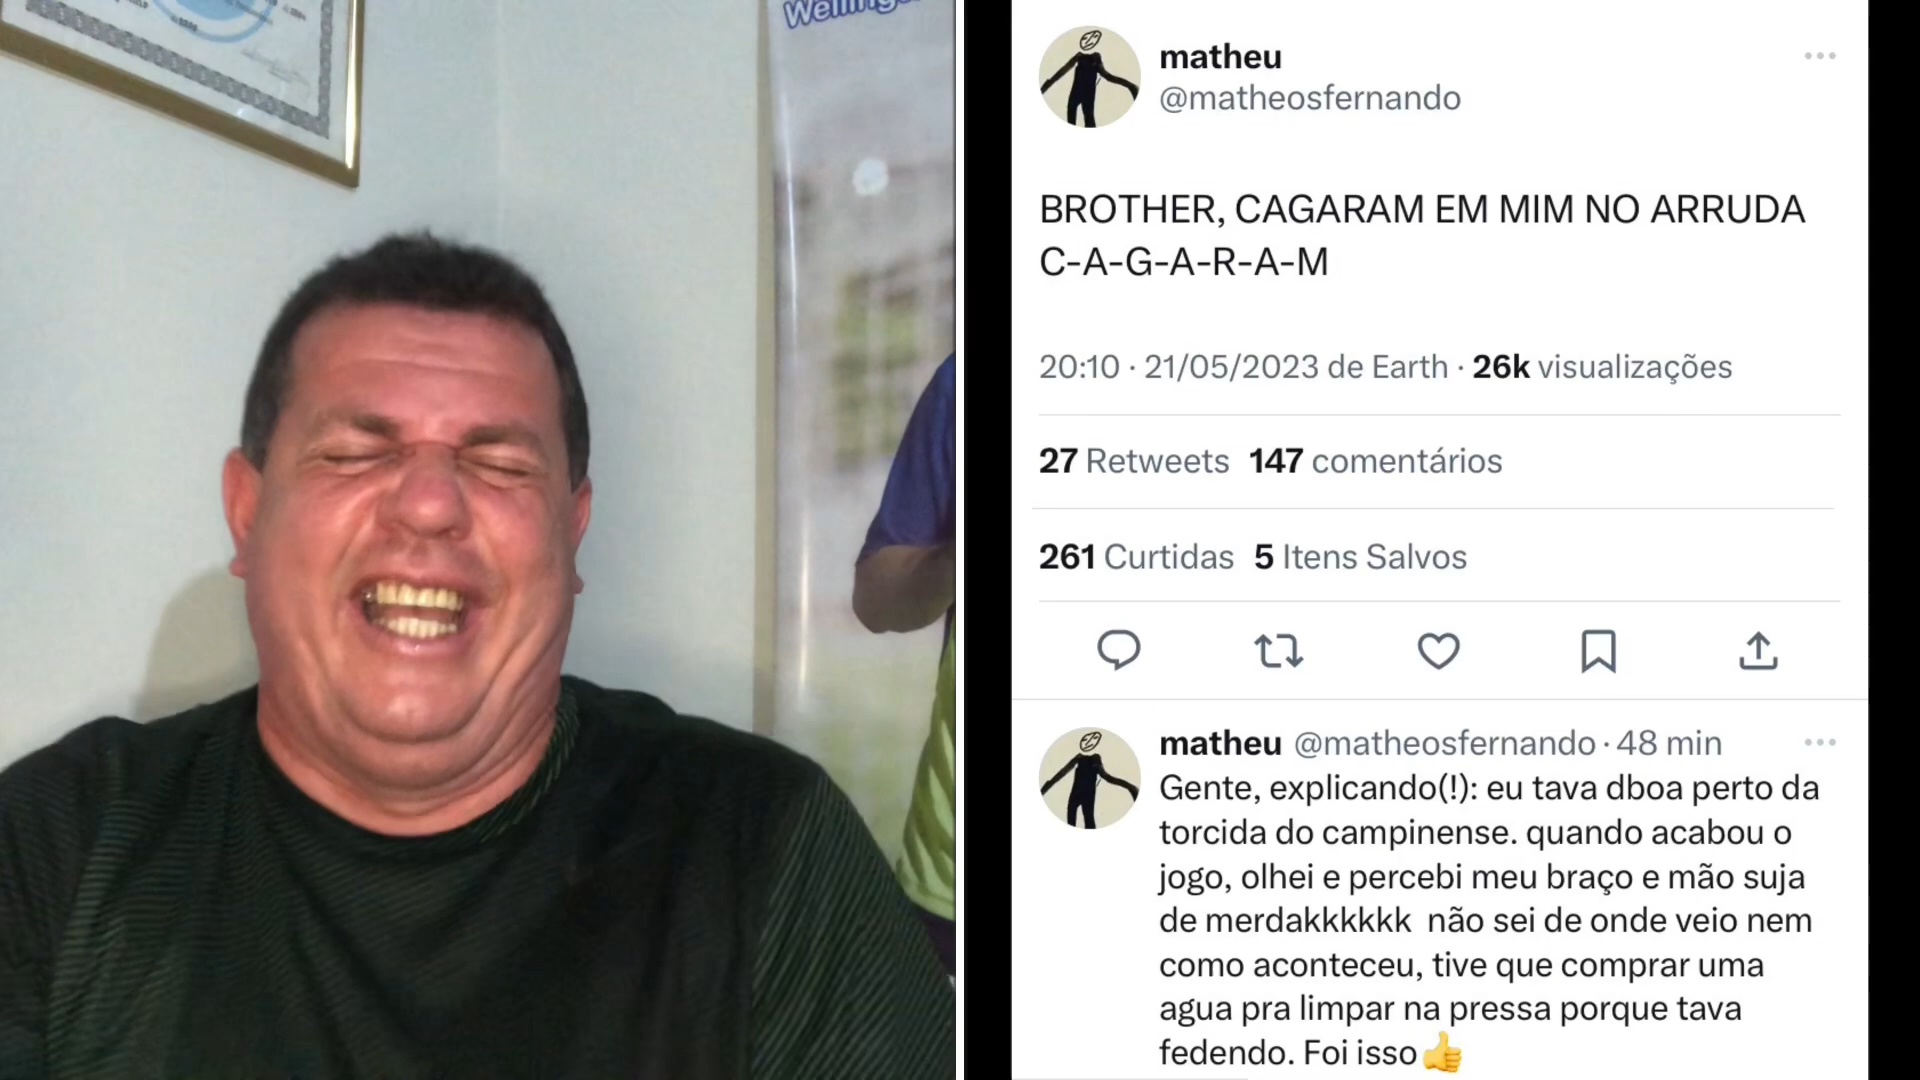 matheu
@matheosfernando
BROTHER, CAGARAM EM MIM NO ARRUDA
C-A-G-A-R-A-M
20:10 · 21/05/2023 de Earth · 26k visualizações
27 Retweets 147 comentários
261 Curtidas 5 Itens Salvos
matheu @matheosfernando · 48 min
Gente, explicando(!): eu tava dboa perto da
torcida do campinense. quando acabou o
jogo, olhei e percebi meu braço e mão suja
de merdakkkkkk não sei de onde veio nem
como aconteceu, tive que comprar uma
agua pra limpar na pressa porque tava
fedendo. Foi isso👍